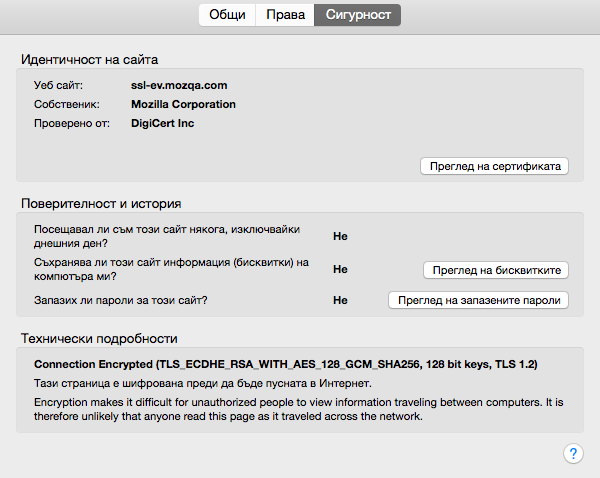 Общи Права Сигурност
Идентичност на сайта
Уеб сайт: ssl-ev.mozqa.com
Собственик: Mozilla Corporation
Проверено от: DigiCert Inc
Преглед на сертификата
Поверителност и история
Посещавал ли съм този сайт някога, изключвайки
днешния ден?
Не
Съхранява ли този сайт информация (бисквитки) на
компютъра ми?
Не Преглед на бисквитките
Запазих ли пароли за този сайт? Не Преглед на запазените пароли
Технически подробности
Connection Encrypted (TLS_ECDHE_RSA_WITH_AES_128_GCM_SHA256, 128 bit keys, TLS 1.2)
Тази страница е шифрована преди да бъде пусната в Интернет.
Encryption makes it difficult for unauthorized people to view information traveling between computers. It is
therefore unlikely that anyone read this page as it traveled across the network.
?